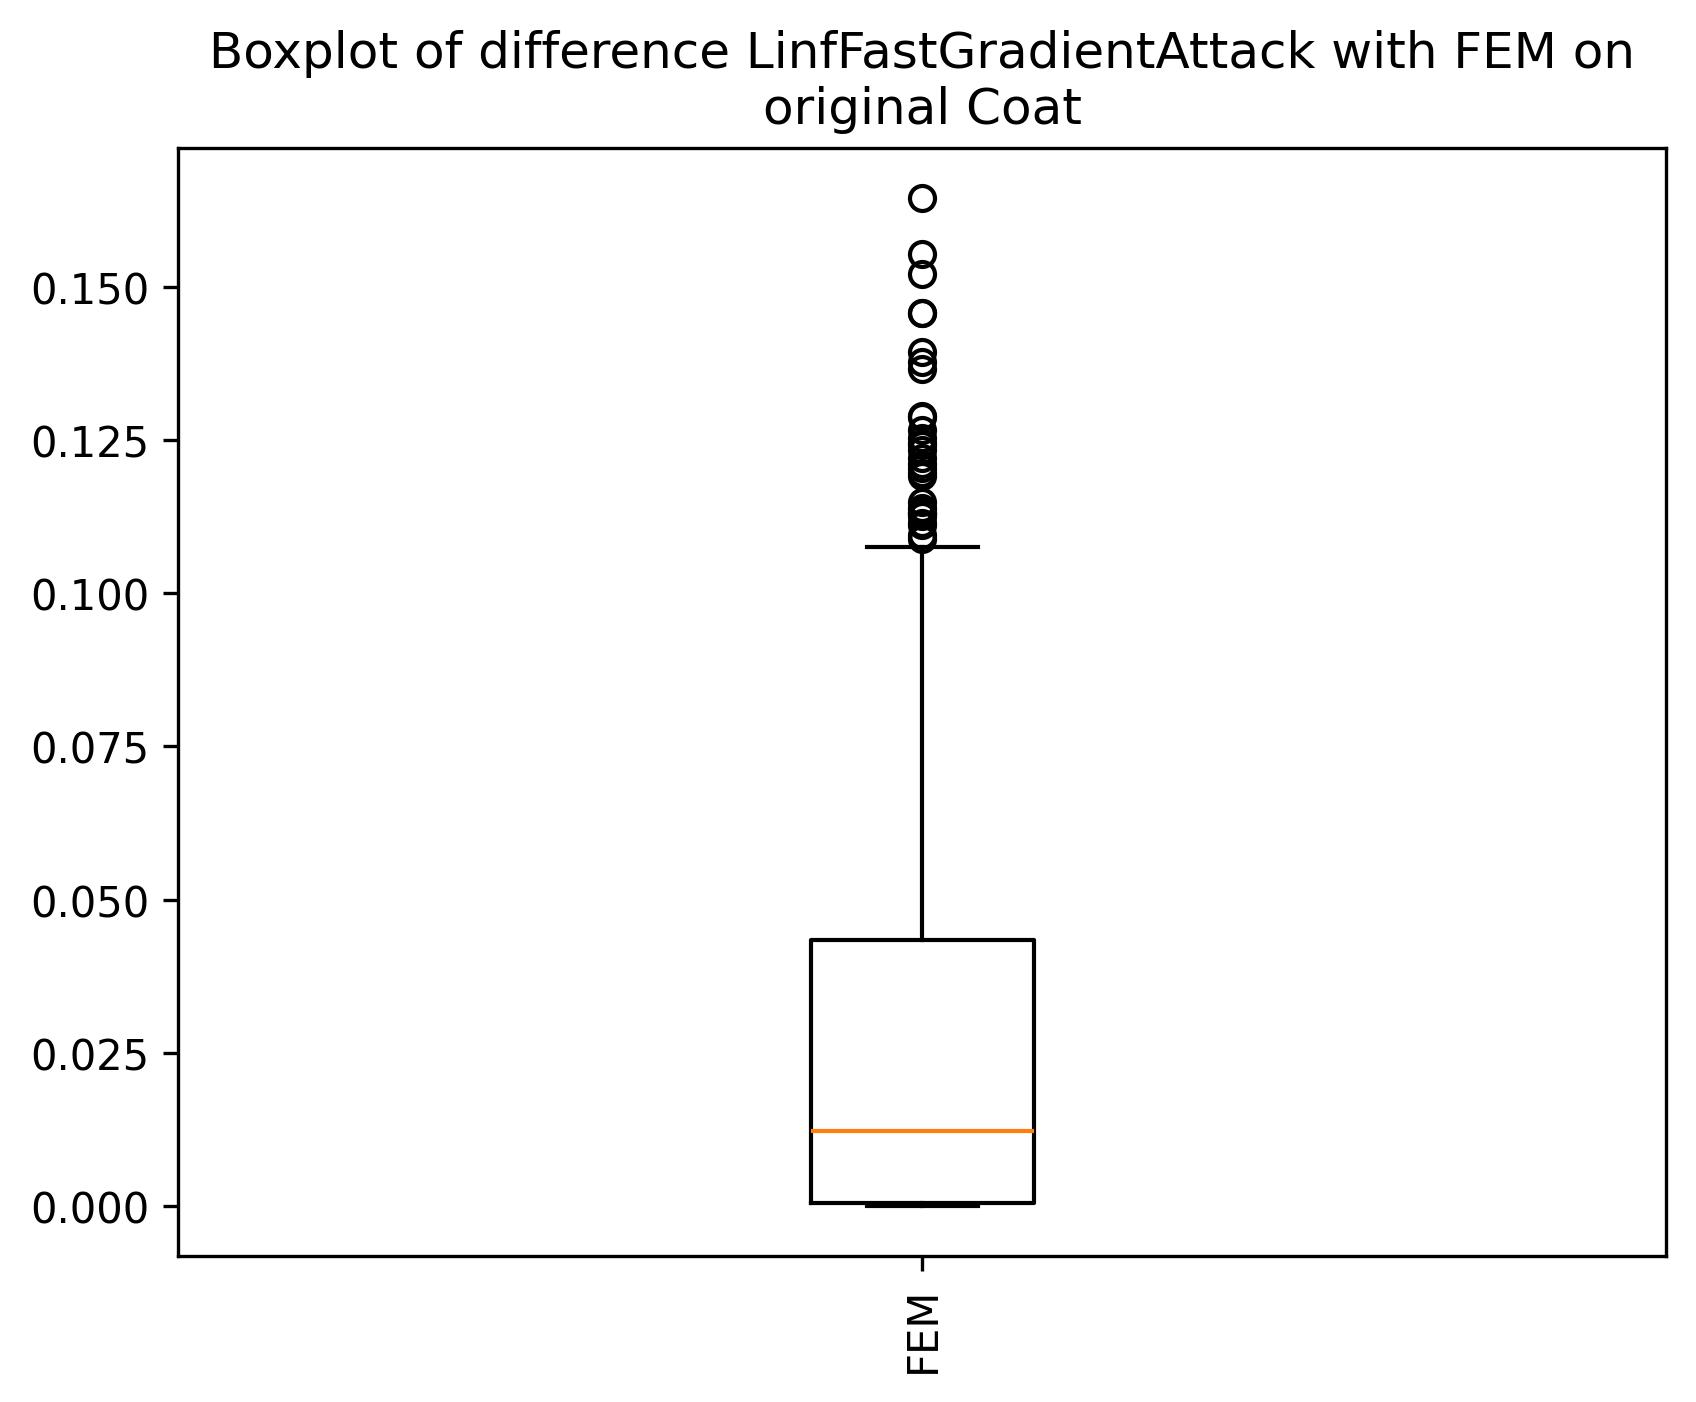 Boxplot of difference LinfFastGradientAttack with FEM on
original Coat
0.150
0.125
0.100
0.075
0.050
0.025
0.000
FEM